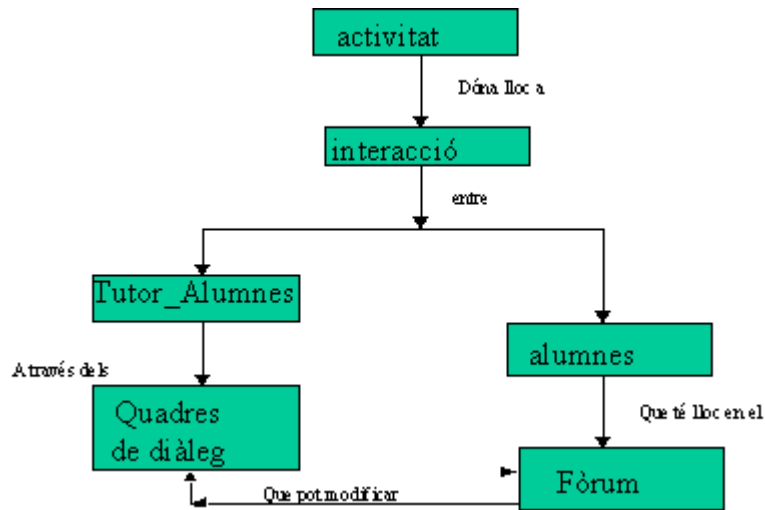 activitat
Dóna lloc a
interacció
entre
Tutor_Alumnes
alumnes
A través dels
Quadres
de diàleg
Que té lloc en el
Fòrum
Que pot modificar